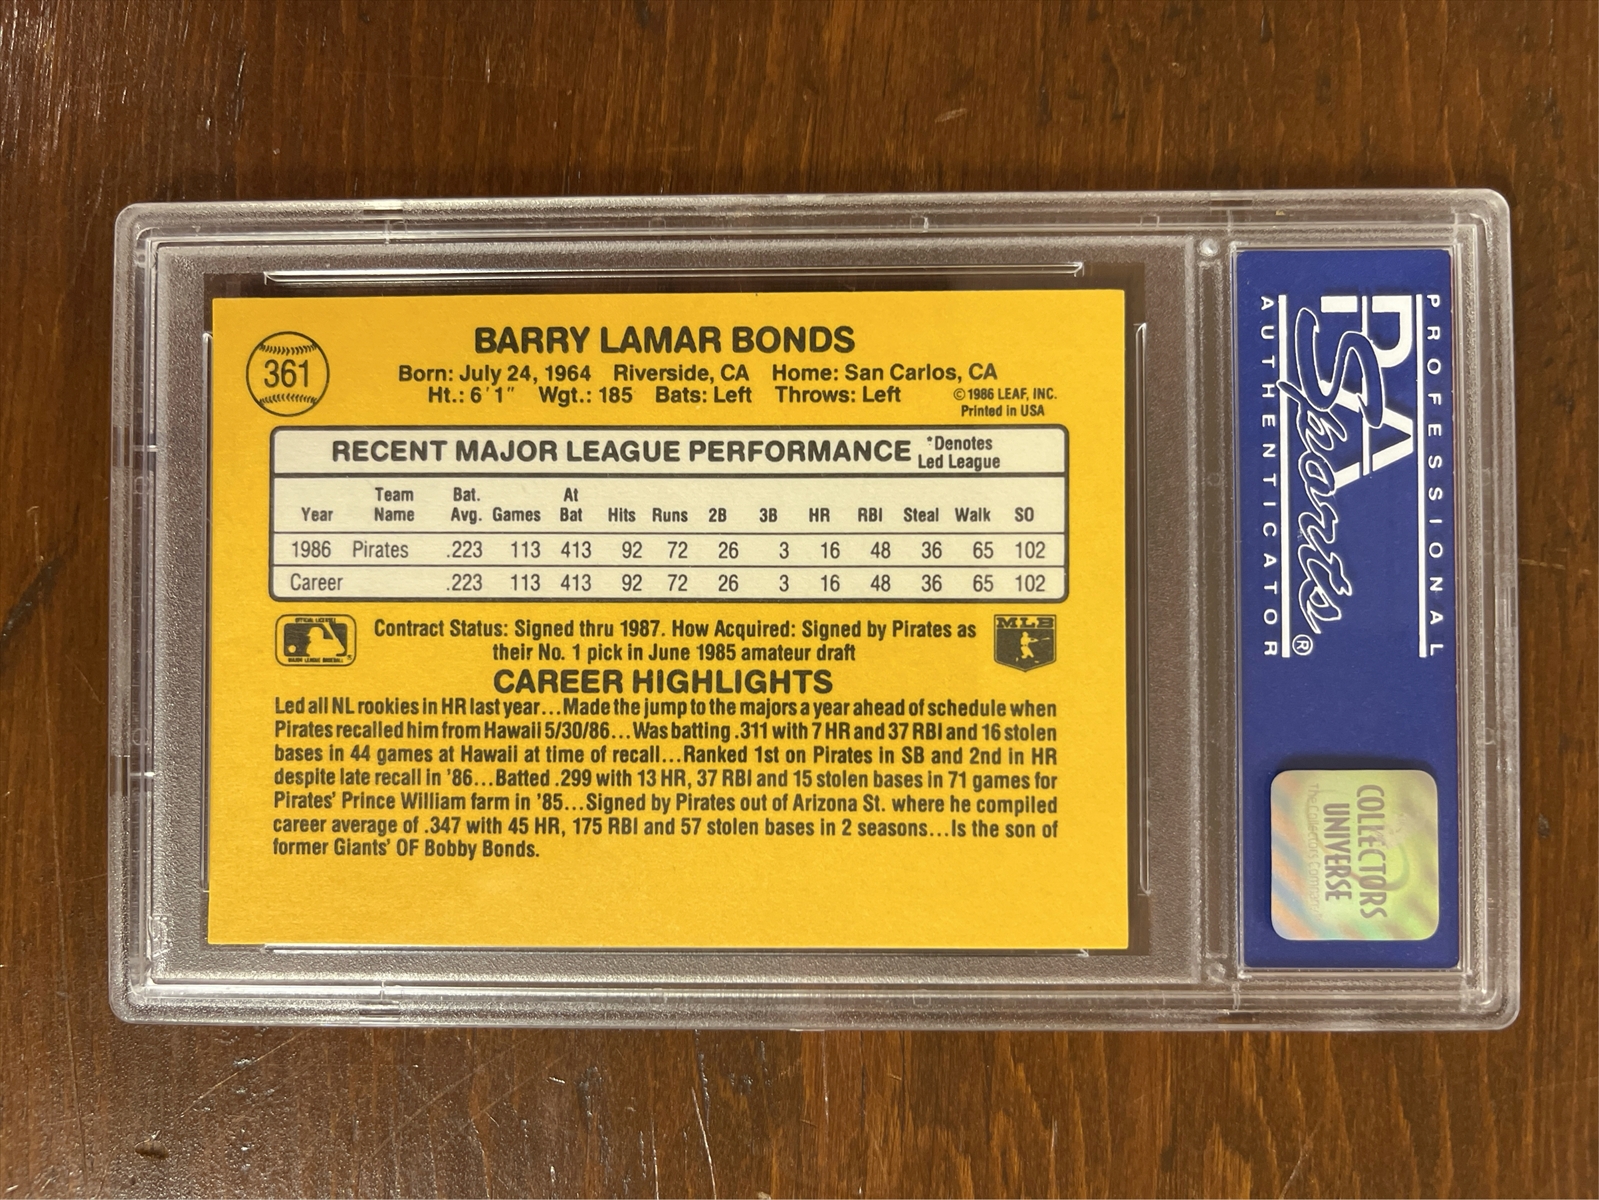 361
BARRY LAMAR BONDS
Born: July 24, 1964 Riverside, CA Home: San Carlos, CA
Ht.: 6'1" Wgt.: 185 Bats: Left Throws: Left
©1986 LEAF, INC.
Printed in USA
RECENT MAJOR LEAGUE PERFORMANCE
*Denotes
Led League
Year Team Name Bat. Avg. Games At Bat Hits Runs 2B 3B HR RBI Steal Walk SO
1986 Pirates .223 113 413 92 72 26 3 16 48 36 65 102
Career .223 113 413 92 72 26 3 16 48 36 65 102
Contract Status: Signed thru 1987. How Acquired: Signed by Pirates as
their No. 1 pick in June 1985 amateur draft
MLB
CAREER HIGHLIGHTS
Led all NL rookies in HR last year...Made the jump to the majors a year ahead of schedule when
Pirates recalled him from Hawaii 5/30/86...Was batting .311 with 7 HR and 37 RBI and 16 stolen
bases in 44 games at Hawaii at time of recall...Ranked 1st on Pirates in SB and 2nd in HR
despite late recall in '86...Batted .299 with 13 HR, 37 RBI and 15 stolen bases in 71 games for
Pirates' Prince William farm in '85...Signed by Pirates out of Arizona St. where he compiled
career average of .347 with 45 HR, 175 RBI and 57 stolen bases in 2 seasons...Is the son of
former Giants' OF Bobby Bonds.
PROFESSIONAL
PSA
Sports®
AUTHENTICATOR
COLLECTORS
UNIVERSE